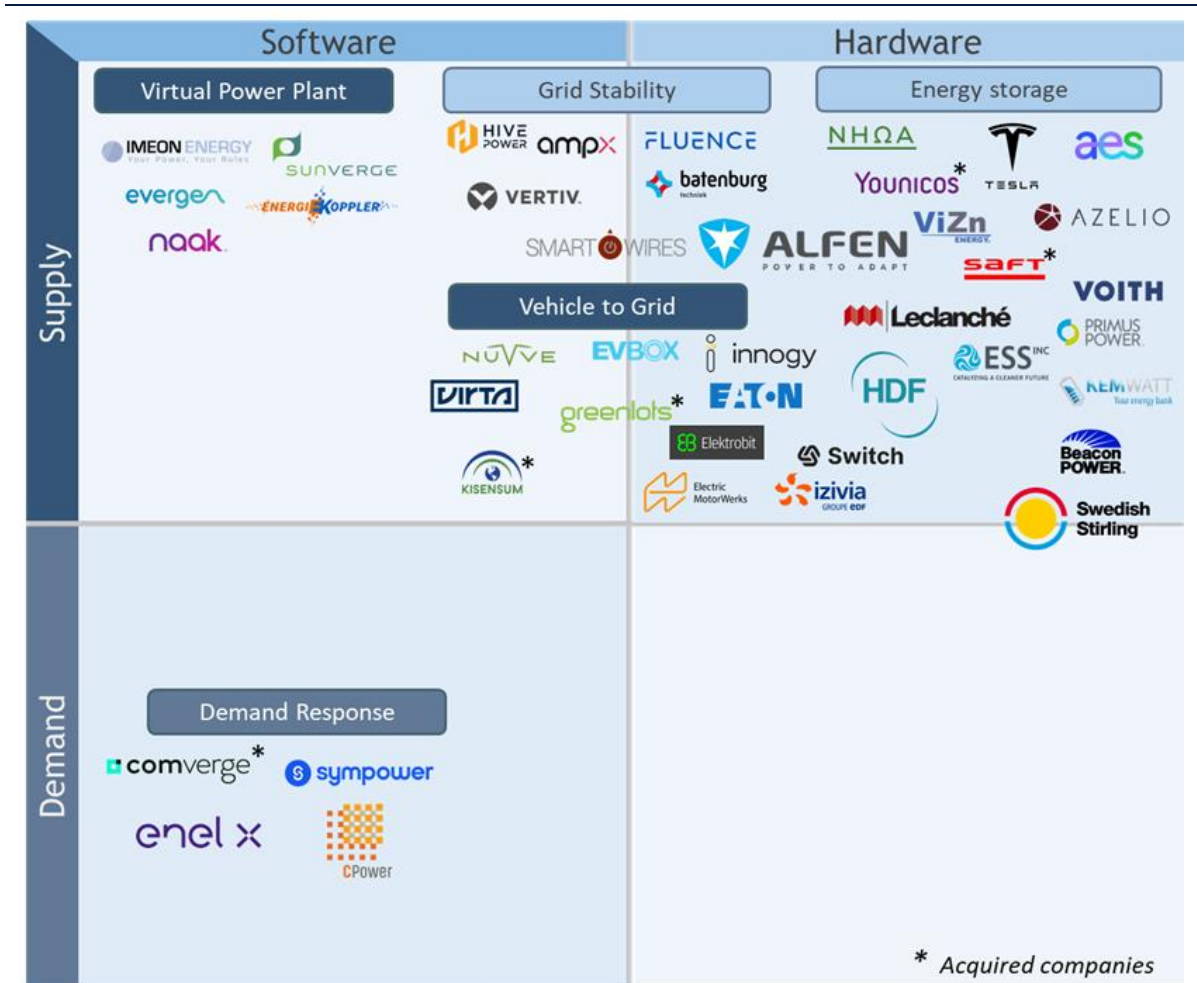 Software
Hardware
Supply
Virtual Power Plant
Grid Stability
Energy storage
IMEON ENERGY
Your Power, Your Rules
SUNVERGE
evergen
ENERGIEKOPPLER
naak
HIVE
POWER
ampx
VERTIV.
SMART WIRES
FLUENCE
batenburg
techniek
ALFEN
POWER TO ADAPT
NHΩA
Younicos*
TESLA
aes
ViZn
ENERGY.
AZELIO
SAFT*
VOITH
Leclanché
PRIMUS
POWER
HDF
ESS INC
CATALYZING A CLEANER FUTURE
KEMWATT
Your energy bank
Beacon
POWER.
Swedish
Stirling
Vehicle to Grid
NUVVE
EVBOX
innogy
VIRTA
greenlots*
EATON
EB Elektrobit
KISENSUM*
Electric
MotorWerks
Switch
izivia
GROUPE EDF
Demand
Demand Response
comverge*
sympower
enel x
CPower
* Acquired companies